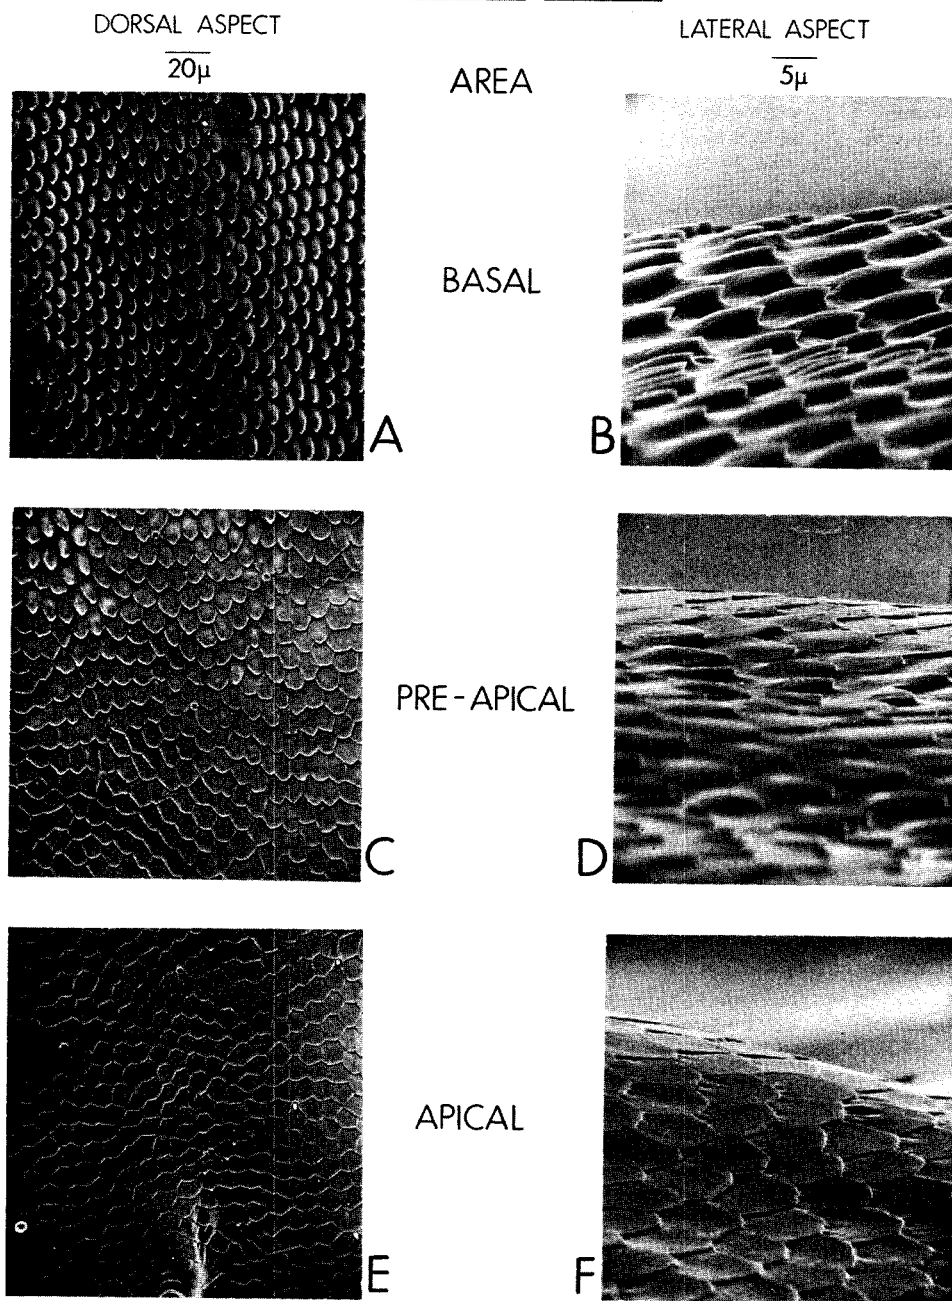 DORSAL ASPECT
20μ
LATERAL ASPECT
5μ
AREA
BASAL
A
B
PRE-APICAL
C
D
APICAL
E
F